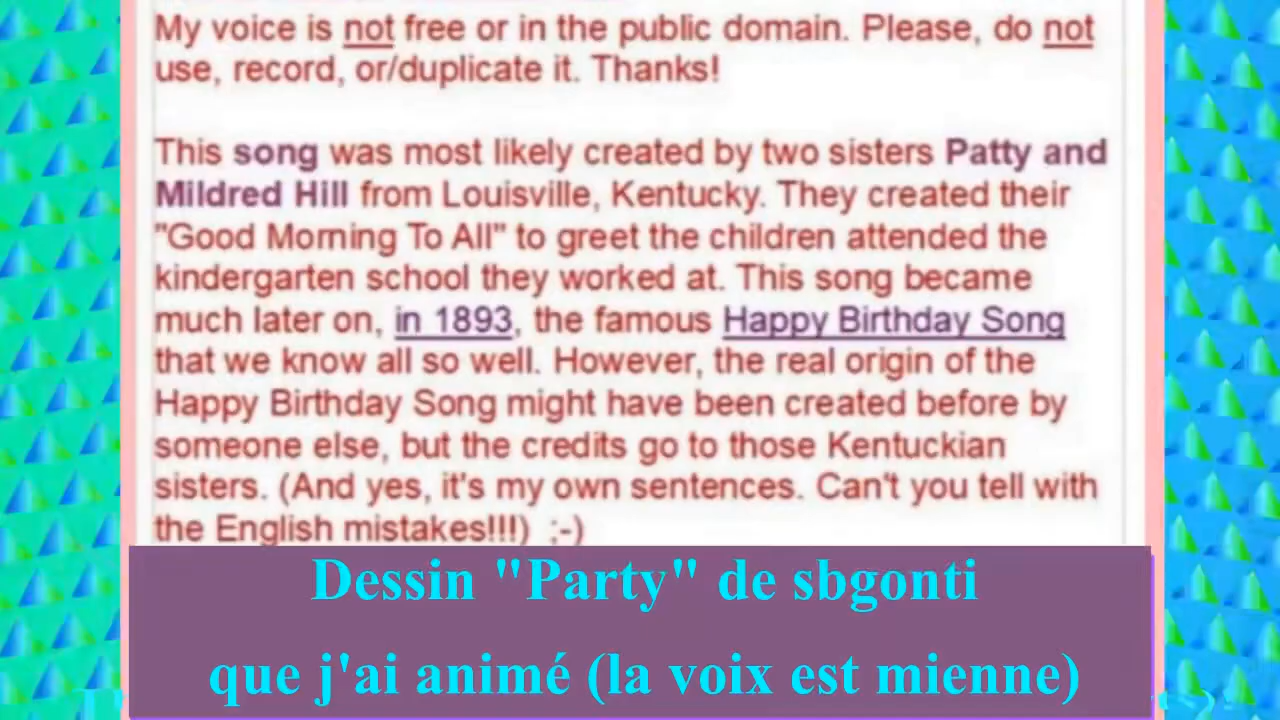 My voice is not free or in the public domain. Please, do not
use, record, or/duplicate it. Thanks!
This song was most likely created by two sisters Patty and
Mildred Hill from Louisville, Kentucky. They created their
"Good Morning To All" to greet the children attended the
kindergarten school they worked at. This song became
much later on, in 1893, the famous Happy Birthday Song
that we know all so well. However, the real origin of the
Happy Birthday Song might have been created before by
someone else, but the credits go to those Kentuckian
sisters. (And yes, it's my own sentences. Can't you tell with
the English mistakes!!!) ;-)
Dessin "Party" de sbgonti
que j'ai animé (la voix est mienne)